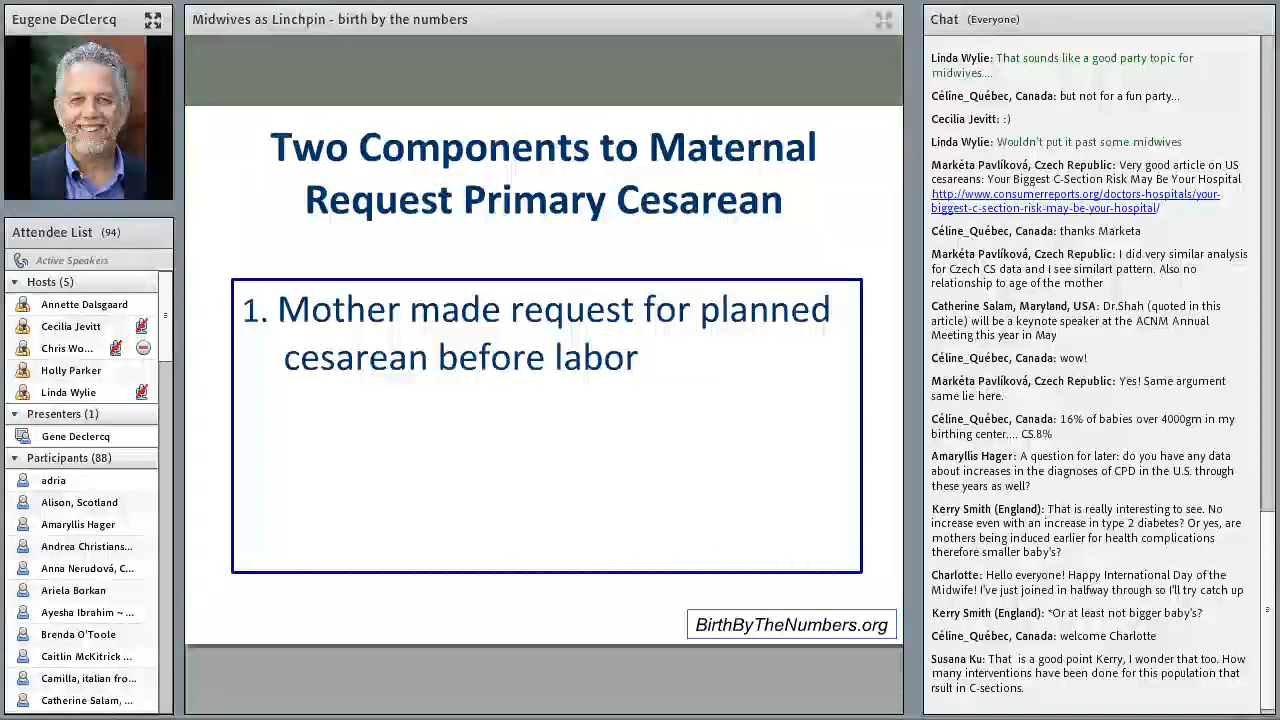 Eugene DeClercq
Attendee List (94)
Active Speakers
Hosts (5)
Annette Dalsgaard
Cecilia Jevitt
Chris Wo...
Holly Parker
Linda Wylie
Presenters (1)
Gene Declercq
Participants (88)
adria
Alison, Scotland
Amaryllis Hager
Andrea Christians...
Anna Nerudová, C...
Ariela Borkan
Ayesha Ibrahim ~ ...
Brenda O'Toole
Caitlin McKitrick ...
Camilla, italian fro...
Catherine Salam, ...
Midwives as Linchpin - birth by the numbers
Two Components to Maternal
Request Primary Cesarean
1. Mother made request for planned
cesarean before labor
BirthByTheNumbers.org
Chat (Everyone)
Linda Wylie: That sounds like a good party topic for
midwives....
Céline_Québec, Canada: but not for a fun party...
Cecilia Jevitt: :)
Linda Wylie: Wouldn't put it past some midwives
Markéta Pavlíková, Czech Republic: Very good article on US
cesareans: Your Biggest C-Section Risk May Be Your Hospital
http://www.consumerreports.org/doctors-hospitals/your-
biggest-c-section-risk-may-be-your-hospital/
Céline_Québec, Canada: thanks Marketa
Markéta Pavlíková, Czech Republic: I did very similar analysis
for Czech CS data and I see similart pattern. Also no
relationship to age of the mother
Catherine Salam, Maryland, USA: Dr.Shah (quoted in this
article) will be a keynote speaker at the ACNM Annual
Meeting this year in May
Céline_Québec, Canada: wow!
Markéta Pavlíková, Czech Republic: Yes! Same argument
same lie here.
Céline_Québec, Canada: 16% of babies over 4000gm in my
birthing center.... CS.8%
Amaryllis Hager: A question for later: do you have any data
about increases in the diagnoses of CPD in the U.S. through
these years as well?
Kerry Smith (England): That is really interesting to see. No
increase even with an increase in type 2 diabetes? Or yes, are
mothers being induced earlier for health complications
therefore smaller baby's?
Charlotte: Hello everyone! Happy International Day of the
Midwife! I've just joined in halfway through so I'll try catch up
Kerry Smith (England): *Or at least not bigger baby's?
Céline_Québec, Canada: welcome Charlotte
Susana Ku: That is a good point Kerry, I wonder that too. How
many interventions have been done for this population that
rsult in C-sections.